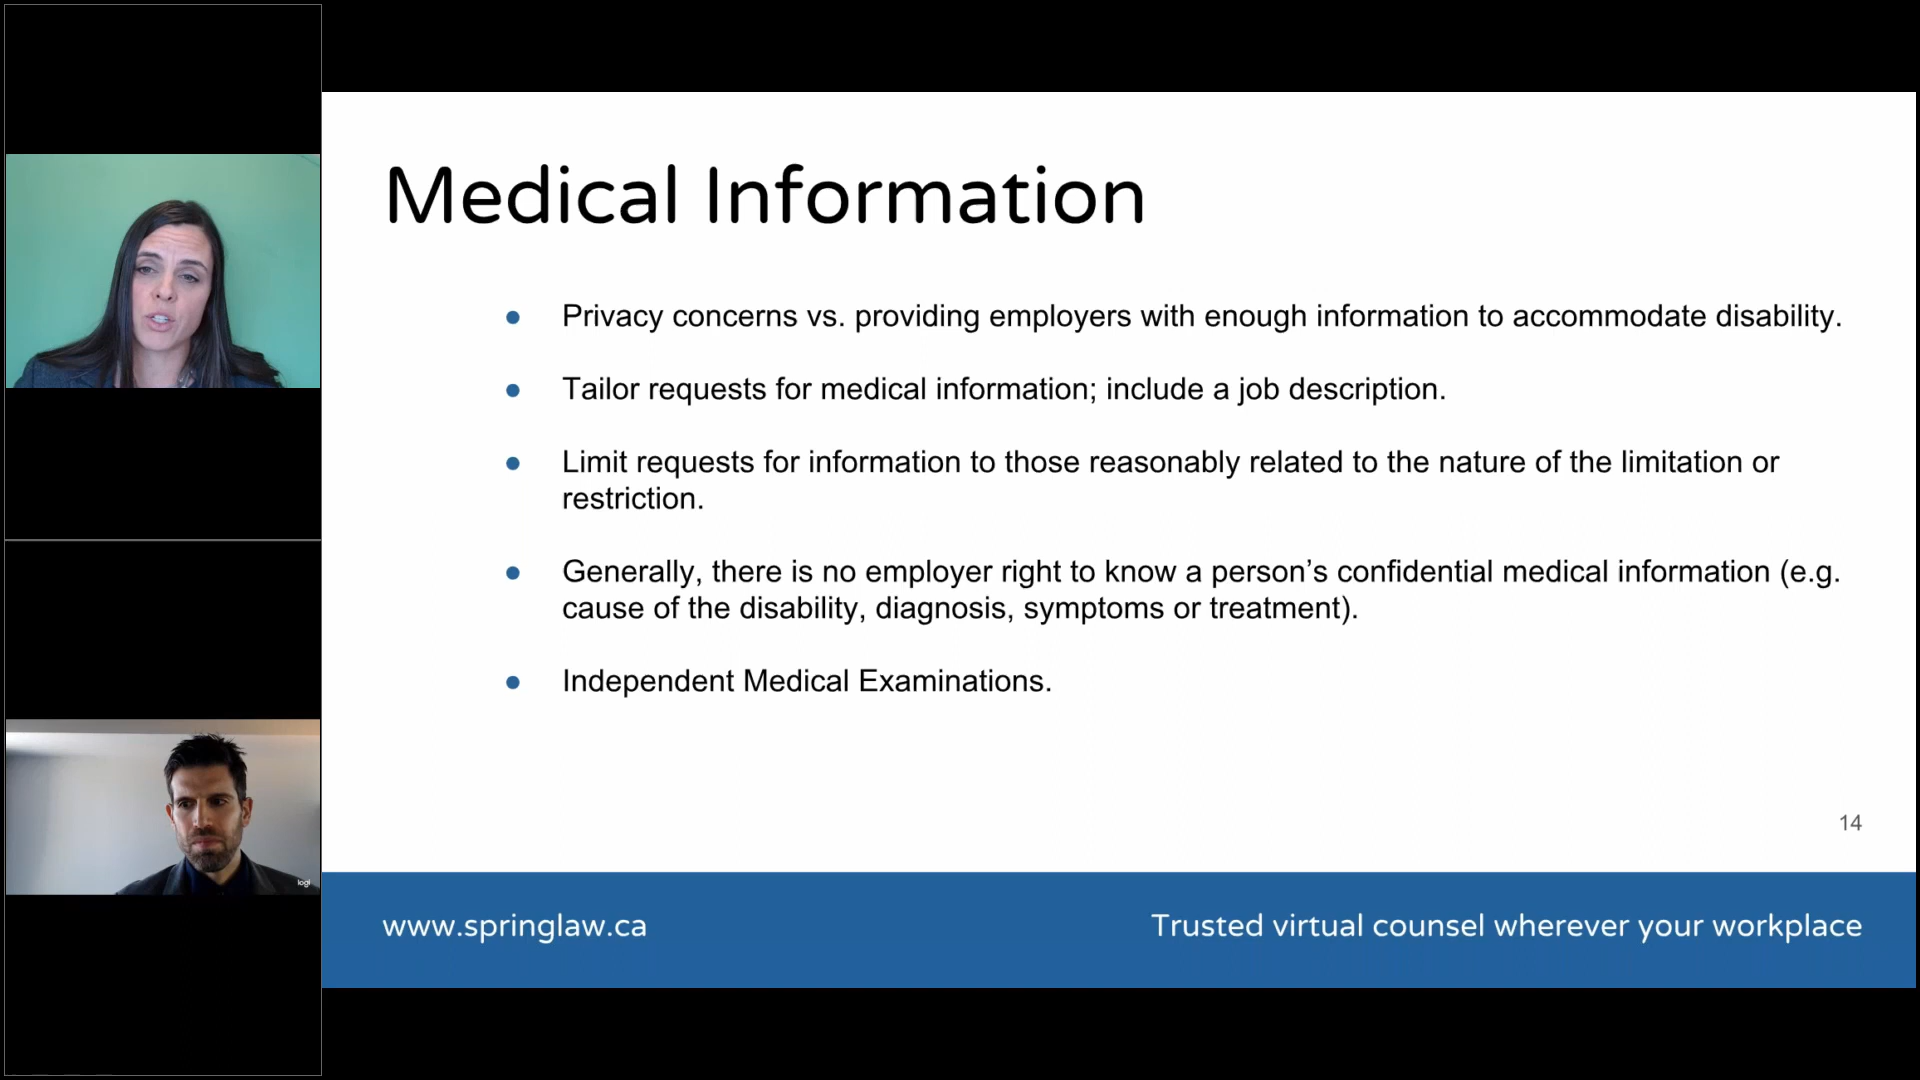 Medical Information
● Privacy concerns vs. providing employers with enough information to accommodate disability.
● Tailor requests for medical information; include a job description.
● Limit requests for information to those reasonably related to the nature of the limitation or
restriction.
● Generally, there is no employer right to know a person’s confidential medical information (e.g.
cause of the disability, diagnosis, symptoms or treatment).
● Independent Medical Examinations.
14
www.springlaw.ca
Trusted virtual counsel wherever your workplace
logi